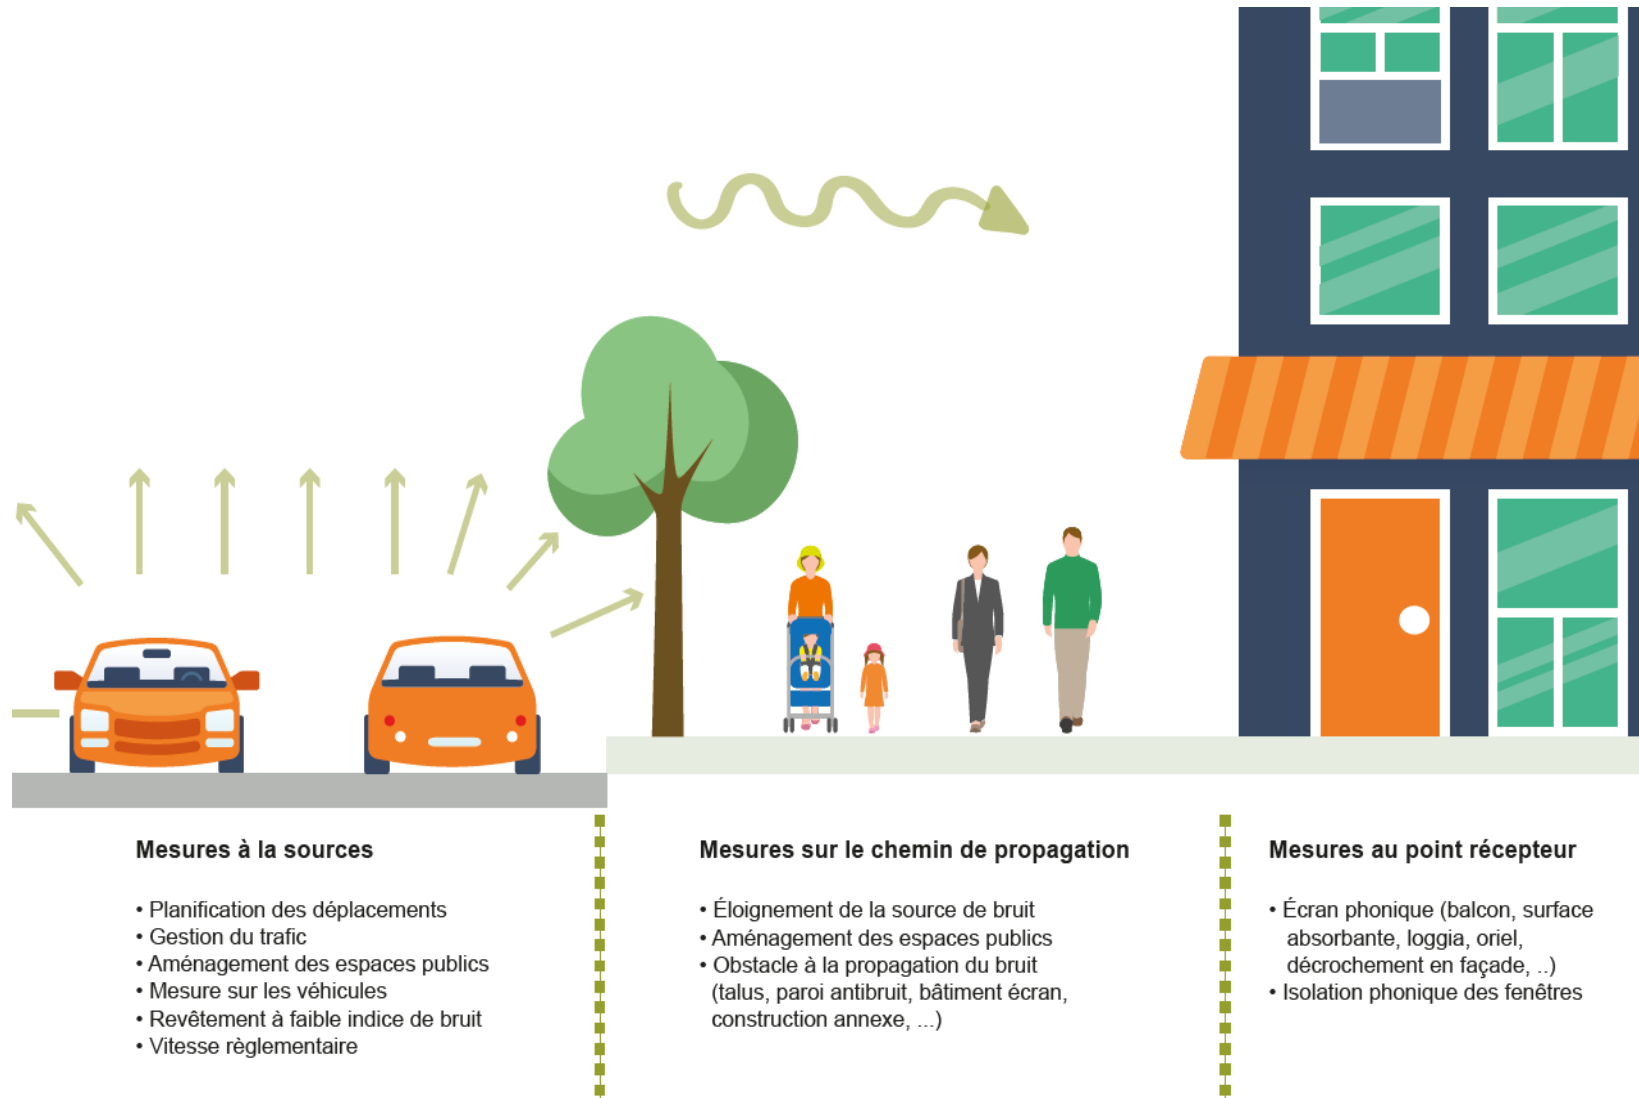 Mesures à la sources
• Planification des déplacements
• Gestion du trafic
• Aménagement des espaces publics
• Mesure sur les véhicules
• Revêtement à faible indice de bruit
• Vitesse règlementaire
Mesures sur le chemin de propagation
• Éloignement de la source de bruit
• Aménagement des espaces publics
• Obstacle à la propagation du bruit
(talus, paroi antibruit, bâtiment écran,
construction annexe, ...)
Mesures au point récepteur
• Écran phonique (balcon, surface
absorbante, loggia, oriel,
décrochement en façade, ..)
• Isolation phonique des fenêtres